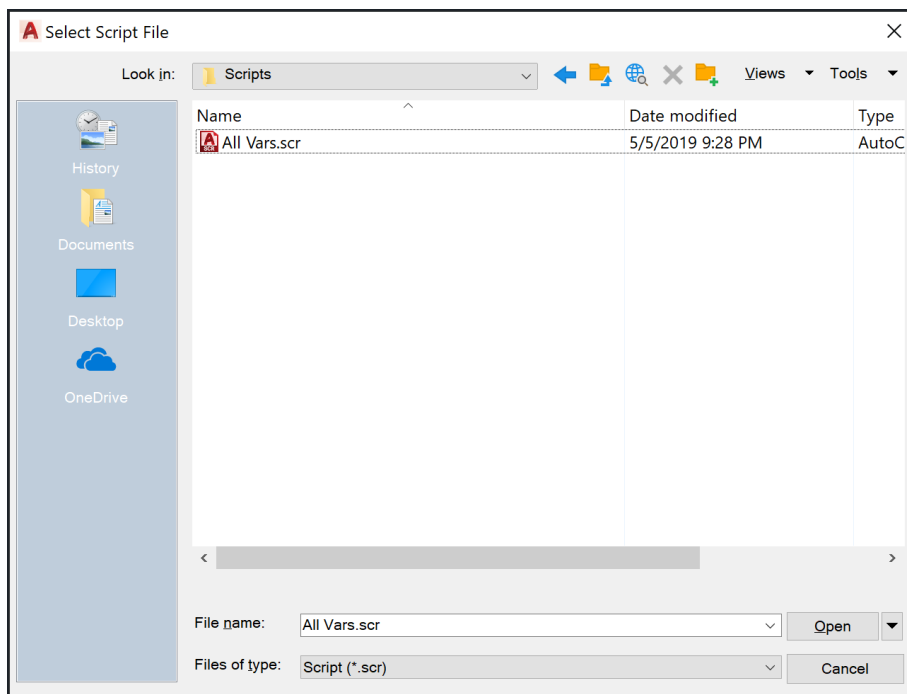 Select Script File
Look in: Scripts Views Tools
Name Date modified Type
All Vars.scr 5/5/2019 9:28 PM AutoC
History
Documents
Desktop
OneDrive
File name: All Vars.scr Open
Files of type: Script (*.scr) Cancel